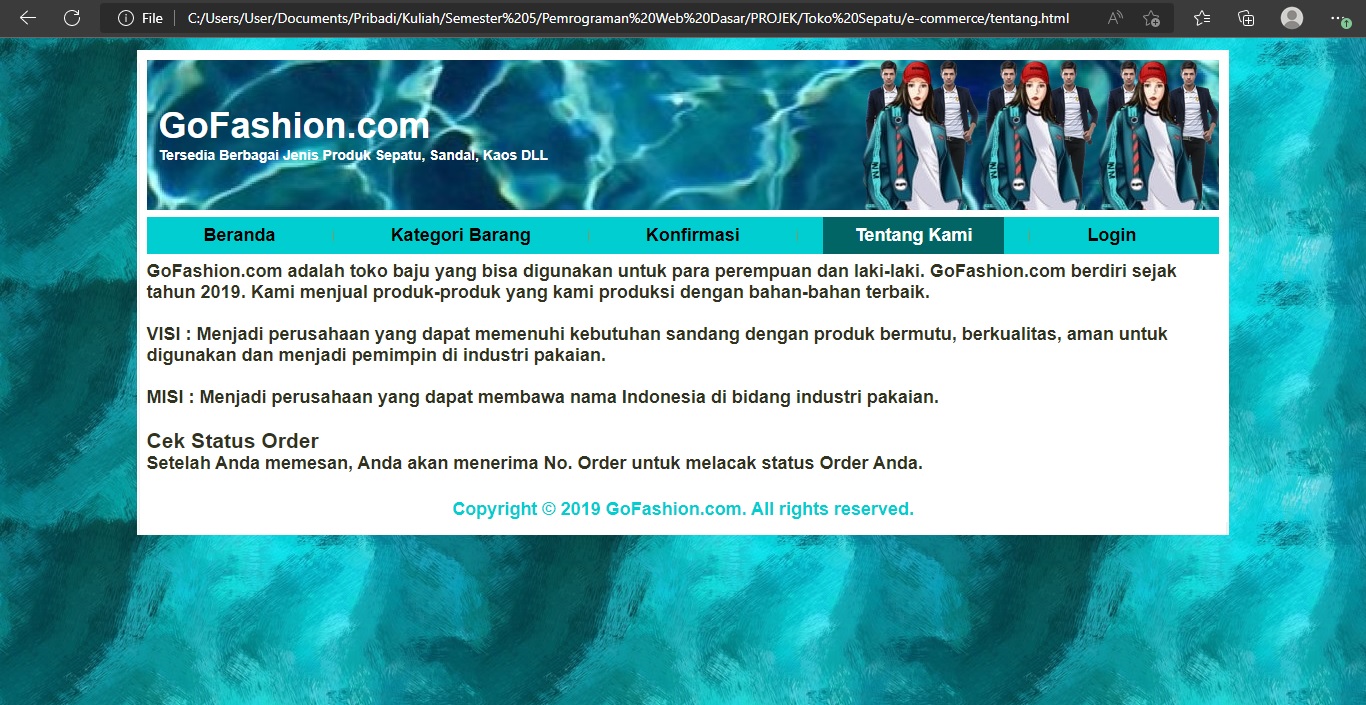 File
C:/Users/User/Documents/Pribadi/Kuliah/Semester%205/Pemrograman%20Web%20Dasar/PROJEK/Toko%20Sepatu/e-commerce/tentang.html
GoFashion.com
Tersedia Berbagai Jenis Produk Sepatu, Sandal, Kaos DLL
Beranda | Kategori Barang | Konfirmasi | Tentang Kami | Login
GoFashion.com adalah toko baju yang bisa digunakan untuk para perempuan dan laki-laki. GoFashion.com berdiri sejak
tahun 2019. Kami menjual produk-produk yang kami produksi dengan bahan-bahan terbaik.
VISI : Menjadi perusahaan yang dapat memenuhi kebutuhan sandang dengan produk bermutu, berkualitas, aman untuk
digunakan dan menjadi pemimpin di industri pakaian.
MISI : Menjadi perusahaan yang dapat membawa nama Indonesia di bidang industri pakaian.
Cek Status Order
Setelah Anda memesan, Anda akan menerima No. Order untuk melacak status Order Anda.
Copyright © 2019 GoFashion.com. All rights reserved.